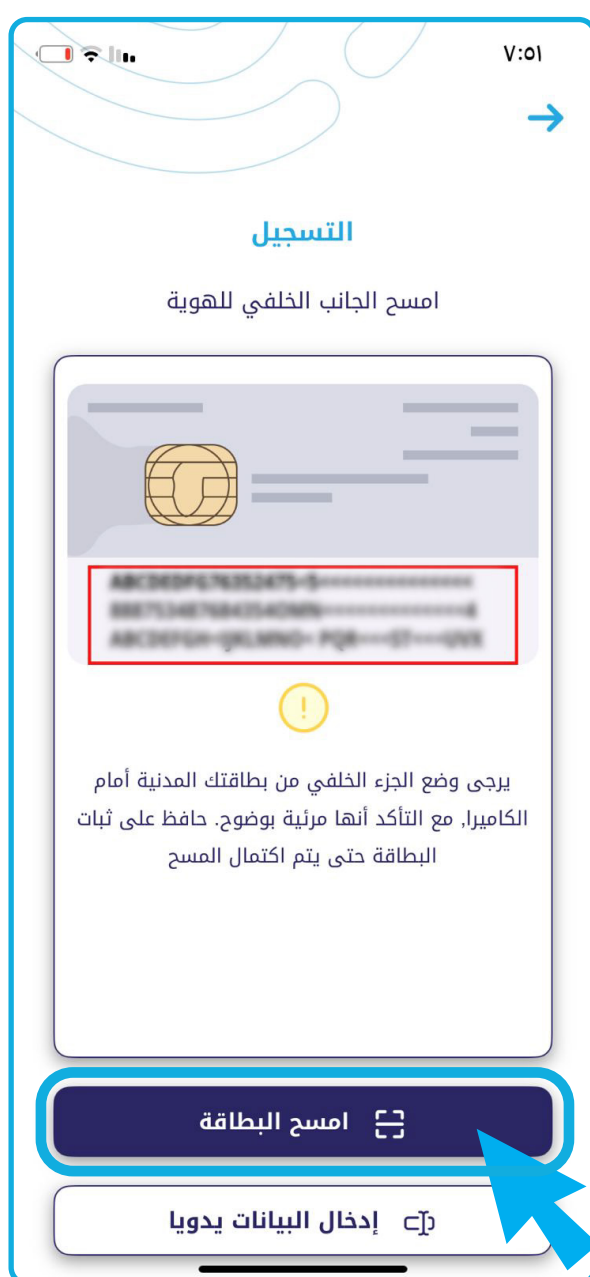 ٧:٥١
التسجيل
امسح الجانب الخلفي للهوية
يرجى وضع الجزء الخلفي من بطاقتك المدنية أمام
الكاميرا, مع التأكد أنها مرئية بوضوح. حافظ على ثبات
البطاقة حتى يتم اكتمال المسح
امسح البطاقة
إدخال البيانات يدويا